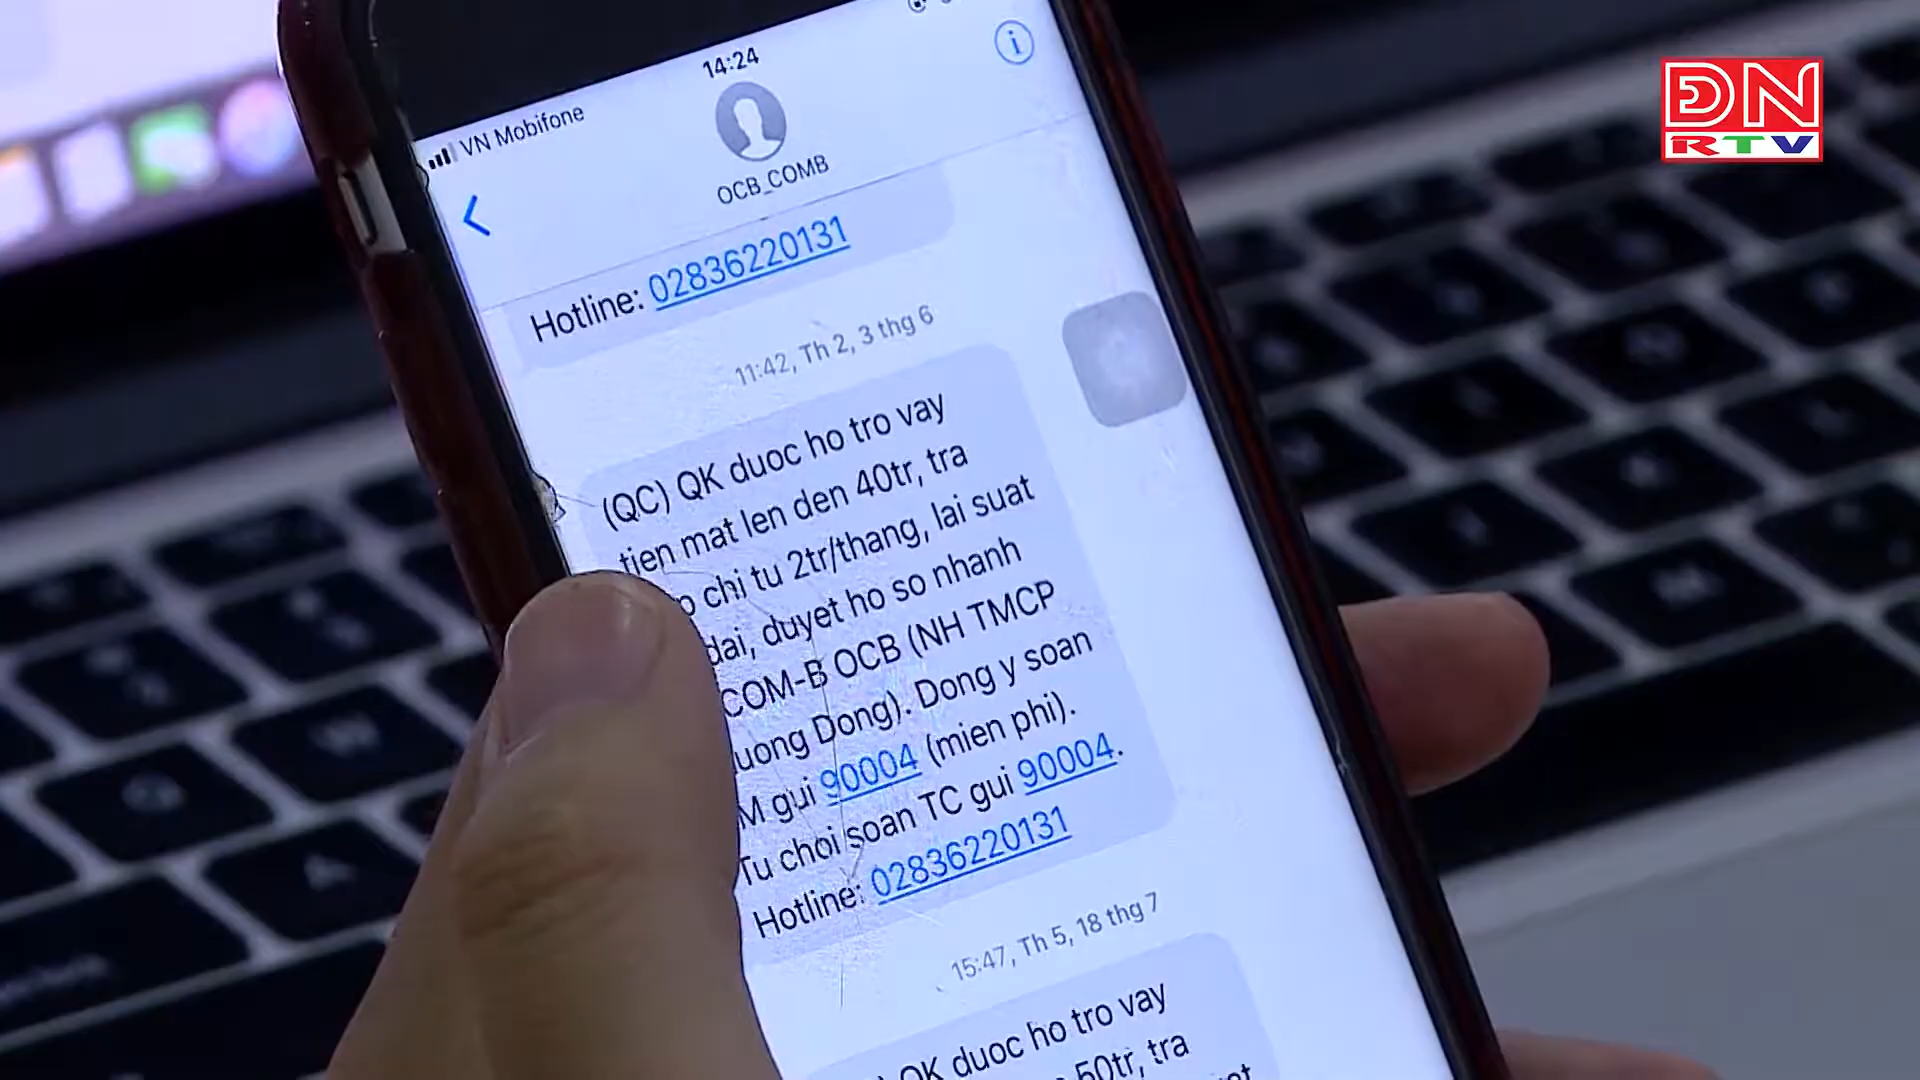 14:24
VN Mobifone
OCB_COMB
Hotline: 02836220131
11:42, Th 2, 3 thg 6
(QC) QK duoc ho tro vay
tien mat len den 40tr, tra
chi tu 2tr/thang, lai suat
dai, duyet ho so nhanh
COM-B OCB (NH TMCP
uong Dong). Dong y soan
M gui 90004 (mien phi).
Tu choi soan TC gui 90004.
Hotline: 02836220131
15:47, Th 5, 18 thg 7
QK duoc ho tro vay
50tr, tra
ĐN
RTV